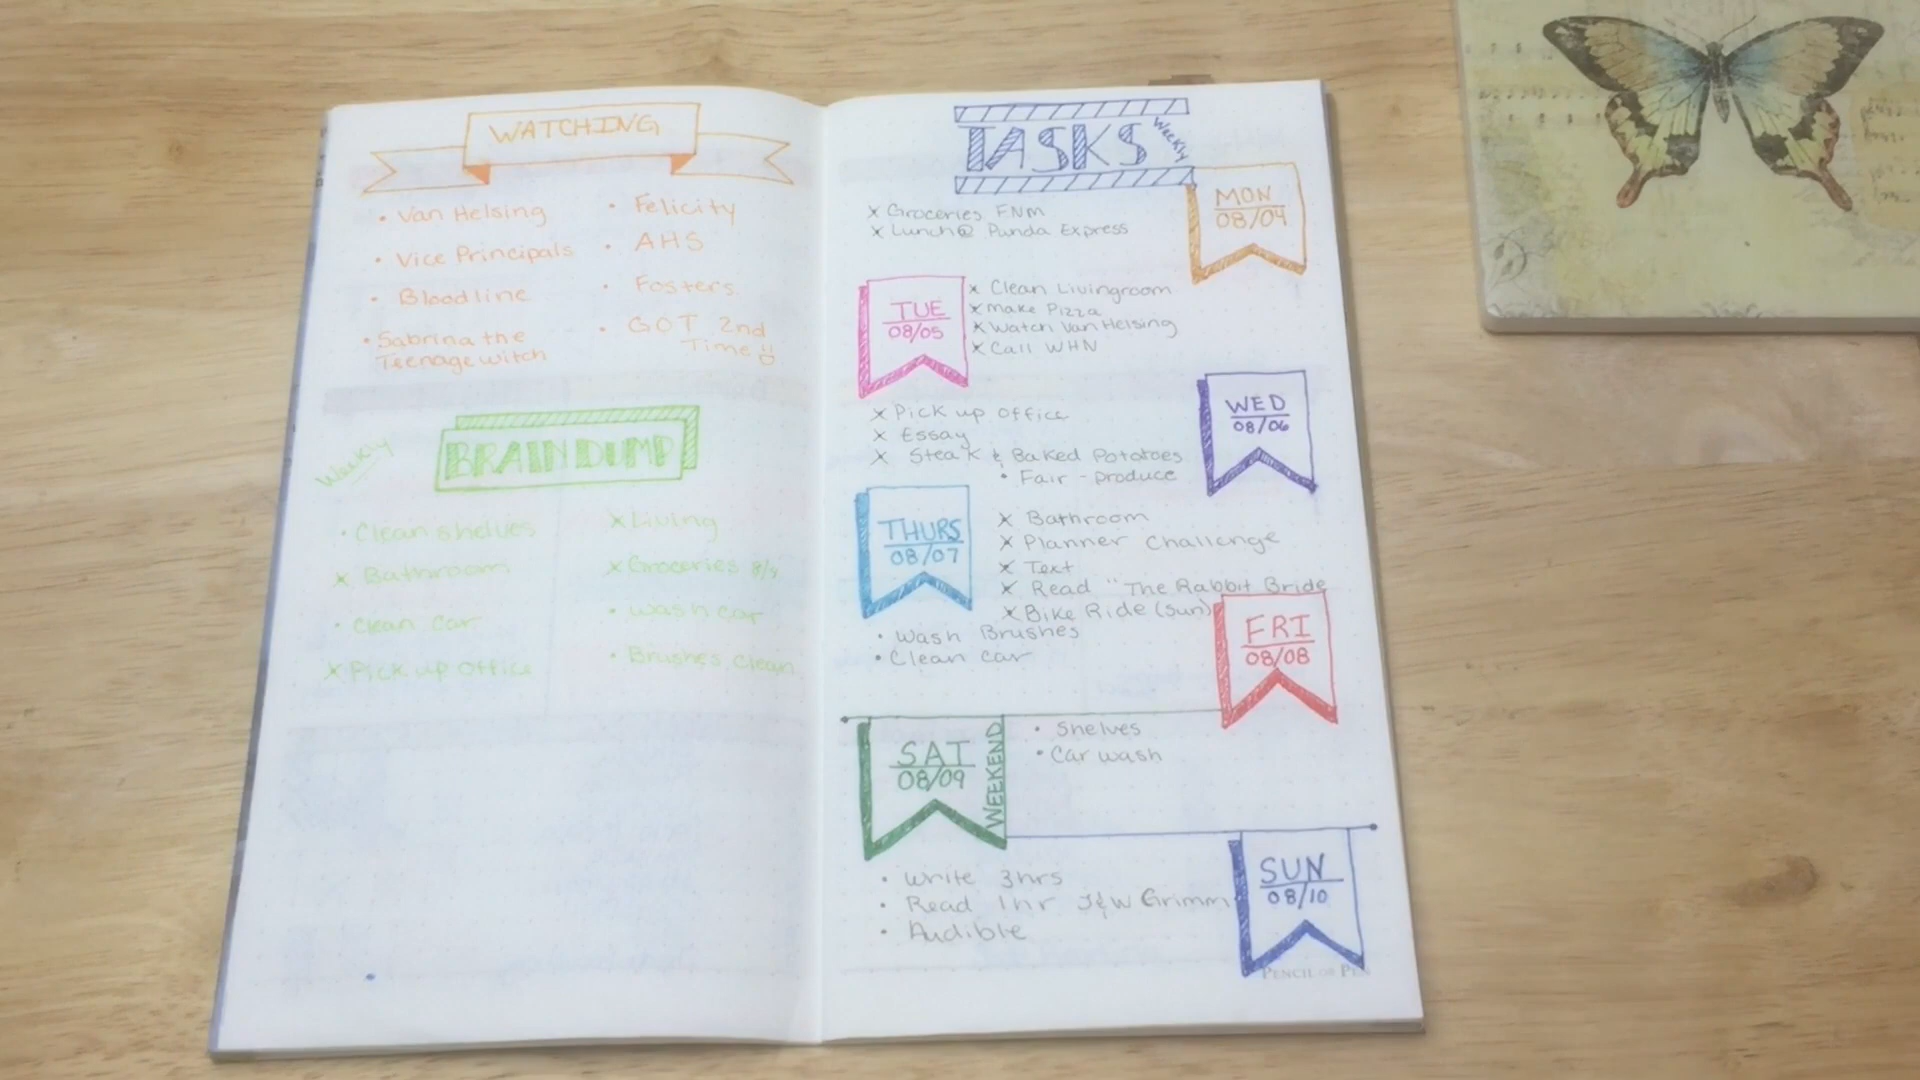 WATCHING
• Van Helsing
• Vice Principals
• Bloodline
• Sabrina the
Teenage witch
• Felicity
• AHS
• Fosters
• GOT 2nd
Time
Weekly
BRAIN DUMP
• Clean shelves
x Bathroom
• Clean car
x Pick up office
x Living
x Groceries 8/4
• Wash car
• Brushes, Clean
TASKS
Weekly
MON
08/04
x Groceries FNM
x Lunch@ Panda Express
TUE
08/05
x Clean Livingroom
x Make Pizza
x Watch Van Helsing
x Call WHN
WED
08/06
x Pick up office
x Essay
x Steak & Baked Potatoes
• Fair - produce
THURS
08/07
x Bathroom
x Planner Challenge
x Text
x Read "The Rabbit Bride
x Bike Ride (Sun)
FRI
08/08
• Wash Brushes
• Clean car
SAT
08/09
WEEKEND
• Shelves
• Car wash
SUN
08/10
• Write 3hrs
• Read 1hr J&W Grimm
• Audible
PENCIL OR PEN